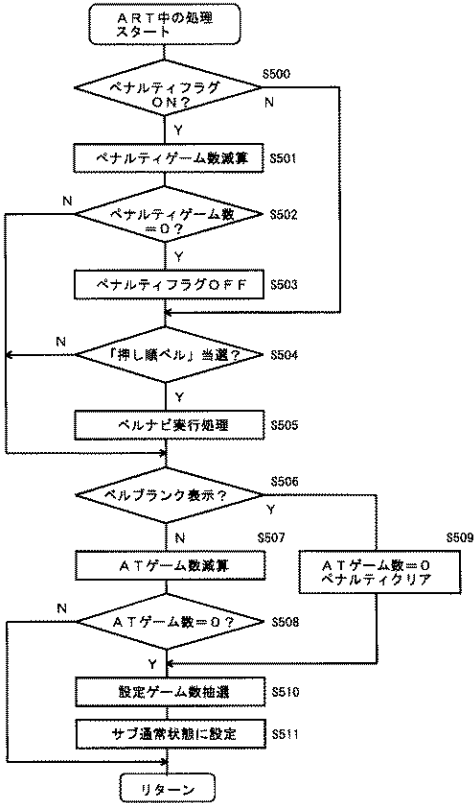 ＡＲＴ中の処理
スタート
S500
ペナルティフラグ
ＯＮ？
N
Y
ペナルティゲーム数減算
S501
N
ペナルティゲーム数
＝０？
S502
Y
ペナルティフラグＯＦＦ
S503
N
「押し順ベル」当選？
S504
Y
ベルナビ実行処理
S505
S506
ベルブランク表示？
Y
N
S507
S509
ＡＴゲーム数減算
ＡＴゲーム数＝０
ペナルティクリア
N
ＡＴゲーム数＝０？
S508
Y
設定ゲーム数抽選
S510
サブ通常状態に設定
S511
リターン